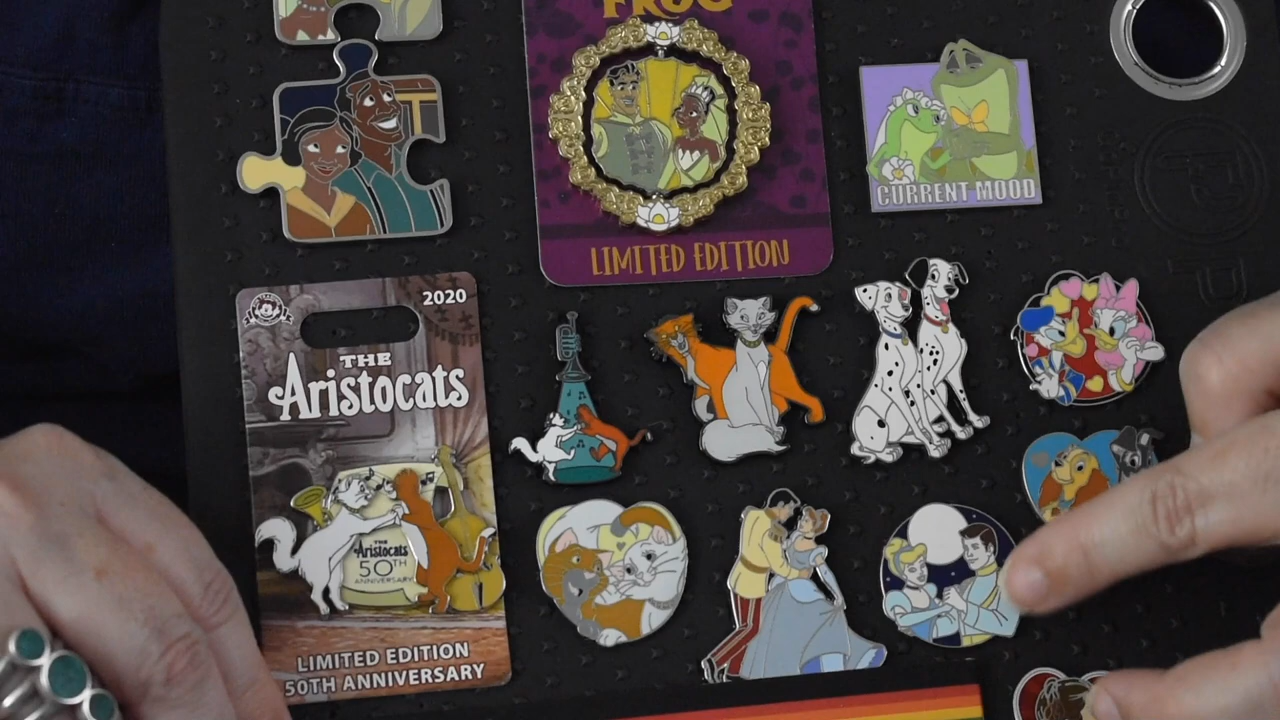 FROG
LIMITED EDITION
CURRENT MOOD
2020
THE
Aristocats
THE
Aristocats
50TH
ANNIVERSARY
LIMITED EDITION
50TH ANNIVERSARY